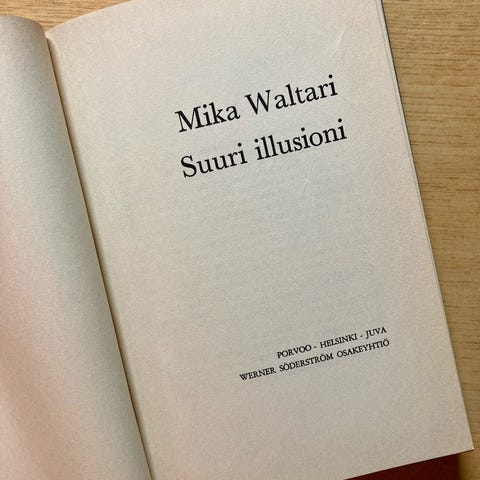 Mika Waltari
Suuri illusioni
PORVOO - HELSINKI - JUVA
WERNER SÖDERSTRÖM OSAKEYHTIÖ